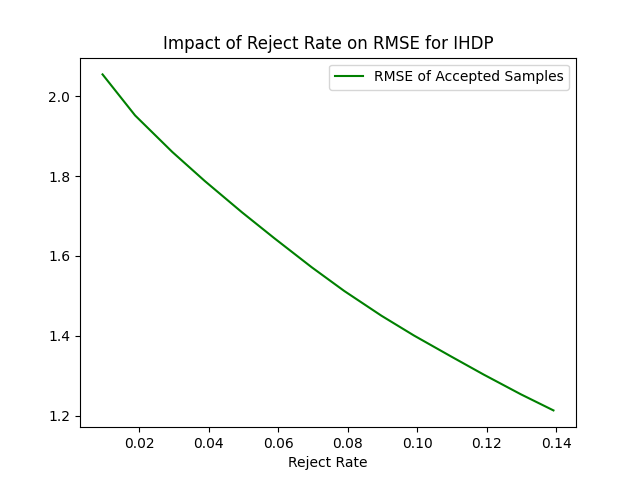 Impact of Reject Rate on RMSE for IHDP
RMSE of Accepted Samples
2.0
1.8
1.6
1.4
1.2
0.02 0.04 0.06 0.08 0.10 0.12 0.14
Reject Rate